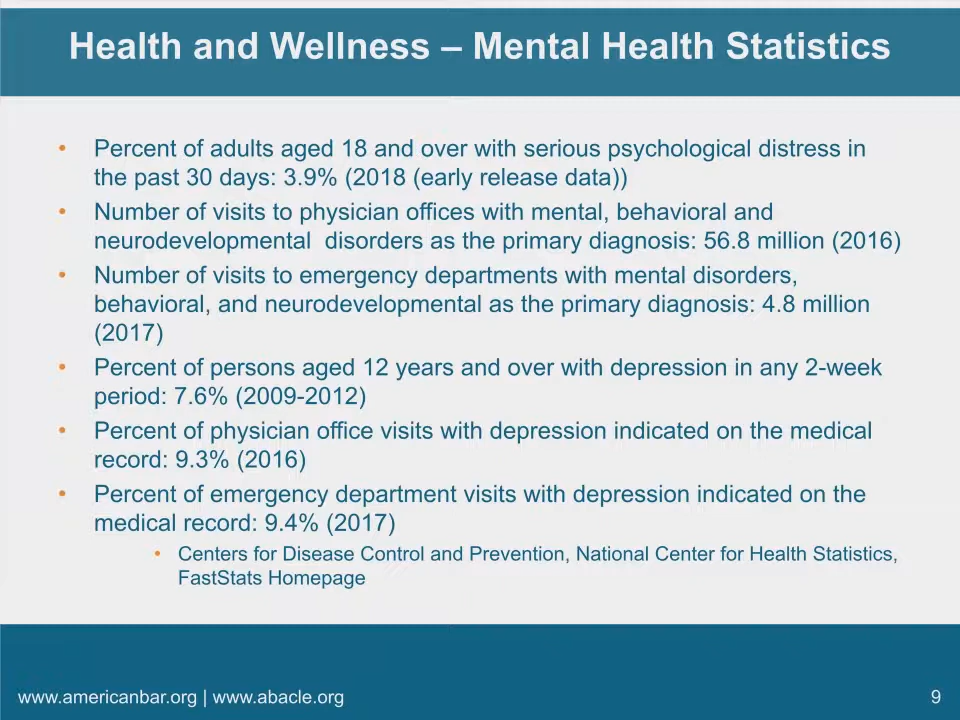 Health and Wellness – Mental Health Statistics
• Percent of adults aged 18 and over with serious psychological distress in
the past 30 days: 3.9% (2018 (early release data))
• Number of visits to physician offices with mental, behavioral and
neurodevelopmental  disorders as the primary diagnosis: 56.8 million (2016)
• Number of visits to emergency departments with mental disorders,
behavioral, and neurodevelopmental as the primary diagnosis: 4.8 million
(2017)
• Percent of persons aged 12 years and over with depression in any 2-week
period: 7.6% (2009-2012)
• Percent of physician office visits with depression indicated on the medical
record: 9.3% (2016)
• Percent of emergency department visits with depression indicated on the
medical record: 9.4% (2017)
• Centers for Disease Control and Prevention, National Center for Health Statistics,
FastStats Homepage
www.americanbar.org | www.abacle.org
9